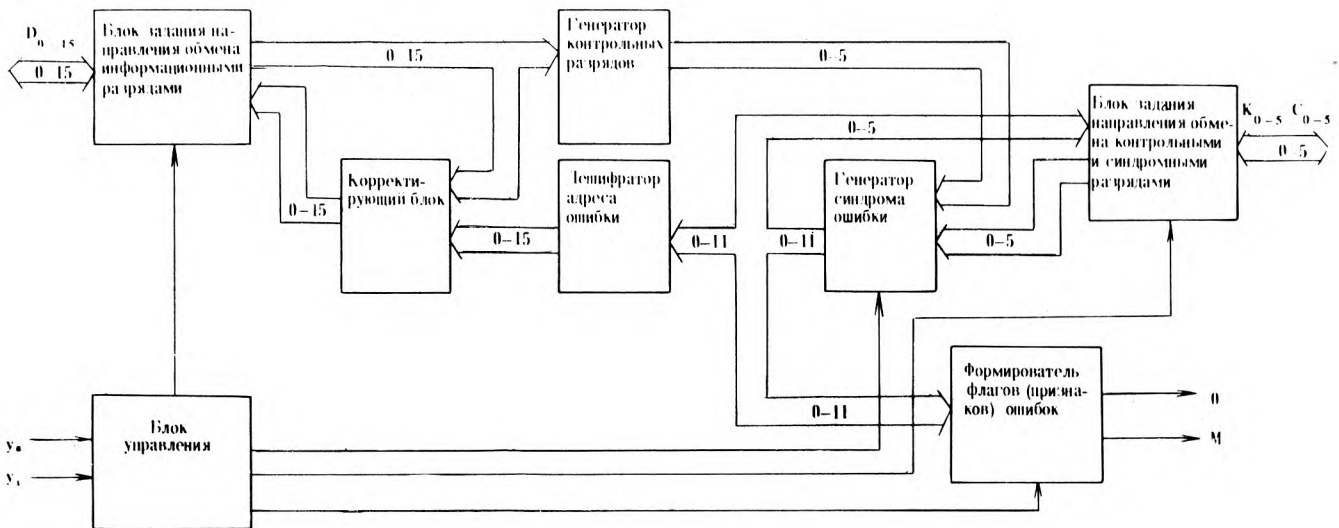 D 0–15
0–15
Блок задания на-
правления обмена
информационными
разрядами
0–15
Генератор
контрольных
разрядов
0–5
0–5
Блок задания
направления обме-
на контрольными
и синдромными
разрядами
K0–5 C0–5
0–5
Корректи-
рующий блок
0–15
Дешифратор
адреса
ошибки
0–15
0–11
0–11
Генератор
синдрома
ошибки
0–5
Блок
управления
y0
y1
0–11
Формирователь
флагов (призна-
ков) ошибок
0
M